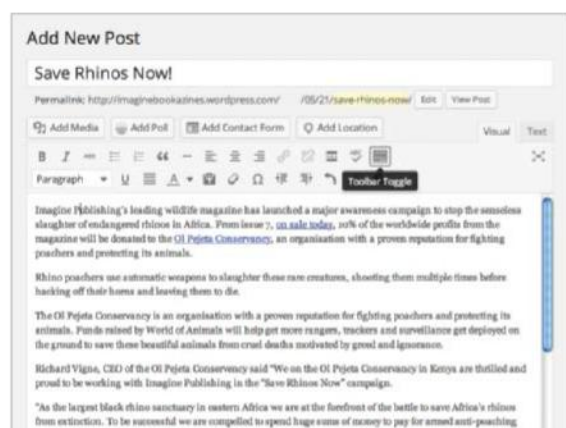 Add New Post
Save Rhinos Now!
Permalink: http://imaginebookazines.wordpress.com/ /05/21/save-rhinos-now/ Edit View Post
Add Media Add Poll Add Contact Form Add Location Visual Text
B I ABC “ –
Paragraph U A Ω Toolbar Toggle
Imagine Publishing's leading wildlife magazine has launched a major awareness campaign to stop the senseless
slaughter of endangered rhinos in Africa. From issue 7, on sale today, 10% of the worldwide profits from the
magazine will be donated to the Ol Pejeta Conservancy, an organisation with a proven reputation for fighting
poachers and protecting its animals.
Rhino poachers use automatic weapons to slaughter these rare creatures, shooting them multiple times before
hacking off their horns and leaving them to die.
The Ol Pejeta Conservancy is an organisation with a proven reputation for fighting poachers and protecting its
animals. Funds raised by World of Animals will help get more rangers, trackers and surveillance get deployed on
the ground to save these beautiful animals from cruel deaths motivated by greed and ignorance.
Richard Vigne, CEO of the Ol Pejeta Conservancy said "We on the Ol Pejeta Conservancy in Kenya are thrilled and
proud to be working with Imagine Publishing in the "Save Rhinos Now" campaign.
"As the largest black rhino sanctuary in eastern Africa we are at the forefront of the battle to save Africa's rhinos
from extinction. To be successful we are compelled to spend huge sums of money to pay for armed anti-poaching